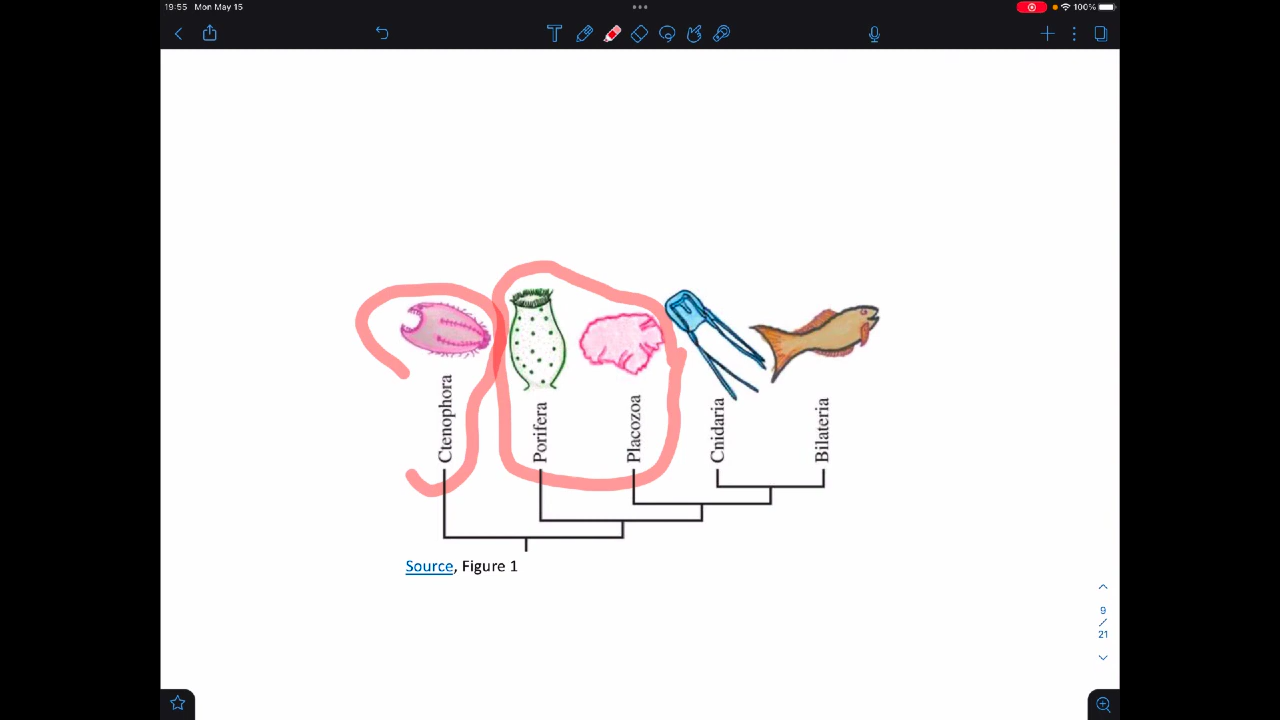 19:55 Mon May 15
100%
T
Ctenophora
Porifera
Placozoa
Cnidaria
Bilateria
Source, Figure 1
9
/
21